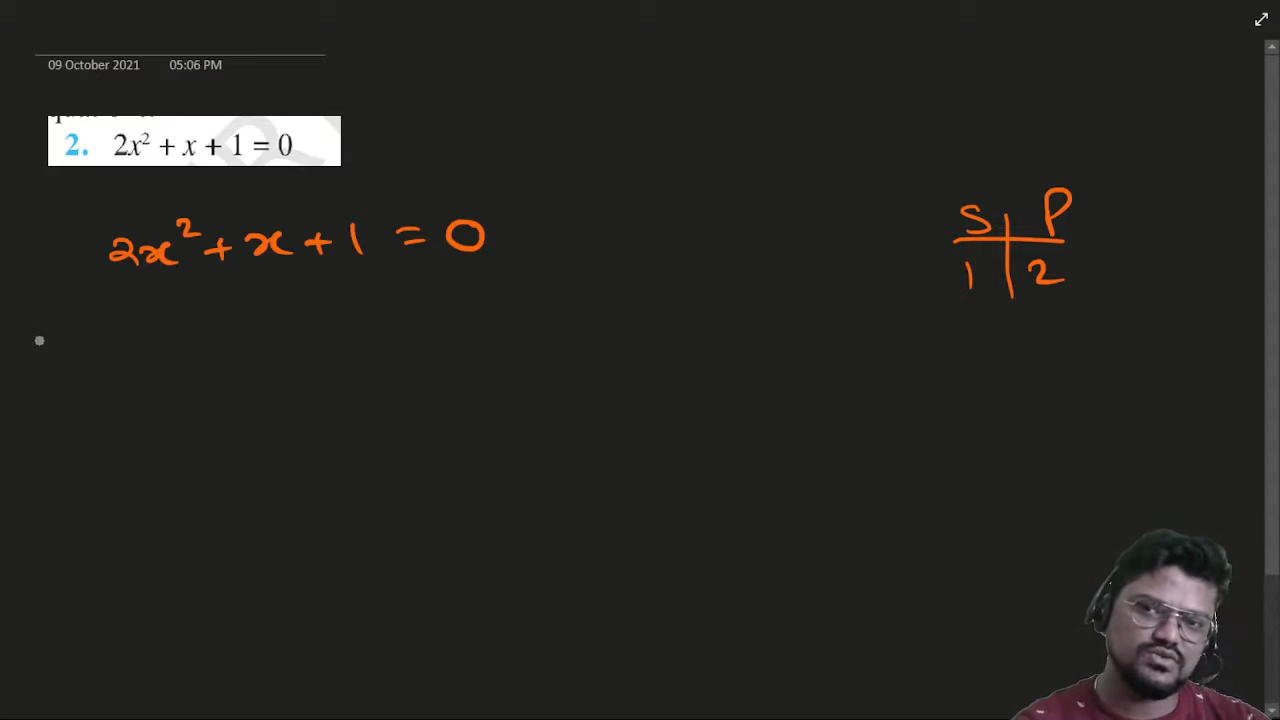 09 October 2021 05:06 PM
2. 2x² + x + 1 = 0
2x² + x + 1 = 0
S | P
1 | 2